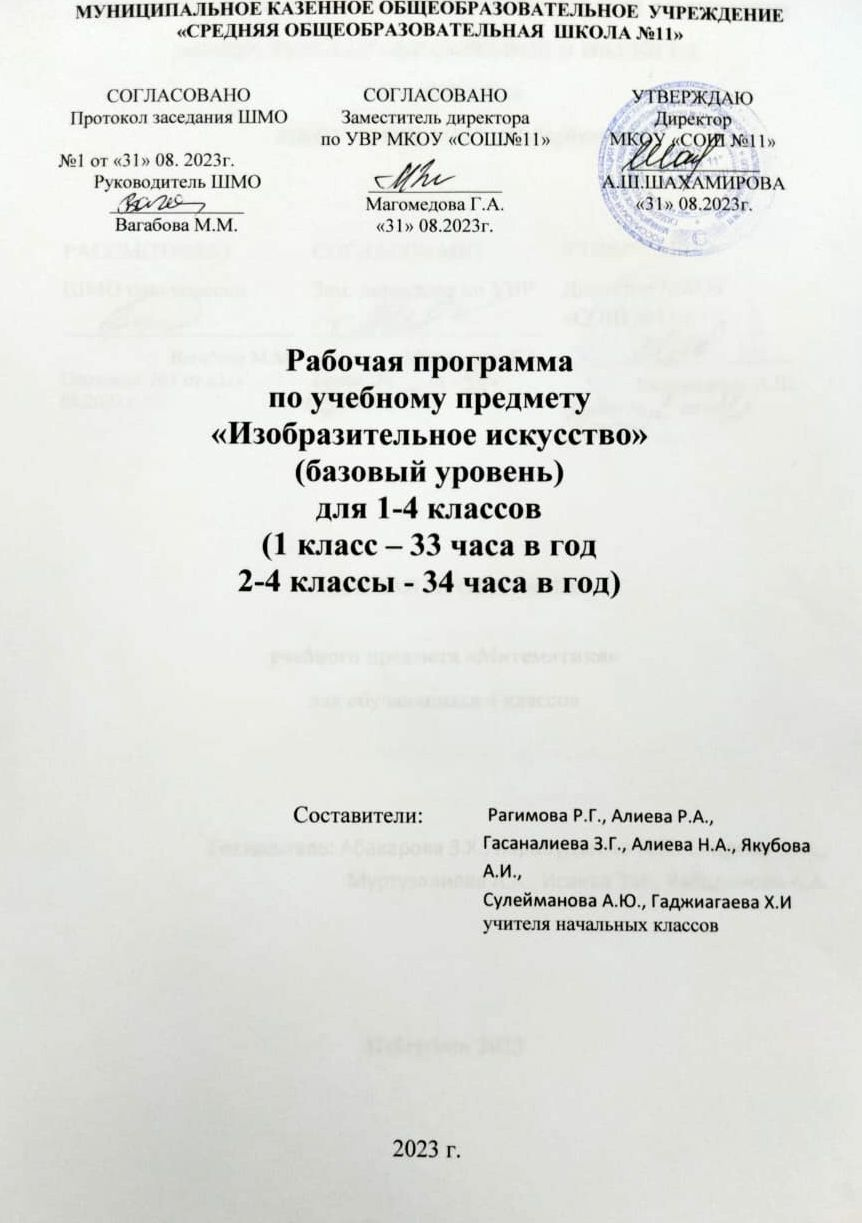 МУНИЦИПАЛЬНОЕ КАЗЕННОЕ ОБЩЕОБРАЗОВАТЕЛЬНОЕ УЧРЕЖДЕНИЕ
«СРЕДНЯЯ ОБЩЕОБРАЗОВАТЕЛЬНАЯ ШКОЛА №11»
СОГЛАСОВАНО
Протокол заседания ШМО
№1 от «31» 08. 2023г.
Руководитель ШМО
Вагабова М.М.
СОГЛАСОВАНО
Заместитель директора
по УВР МКОУ «СОШ№11»
Магомедова Г.А.
«31» 08.2023г.
УТВЕРЖДАЮ
Директор
МКОУ «СОШ №11»
А.Ш.ШАХАМИРОВА
«31» 08.2023г.
Рабочая программа
по учебному предмету
«Изобразительное искусство»
(базовый уровень)
для 1-4 классов
(1 класс – 33 часа в год
2-4 классы - 34 часа в год)
Составители:
Рагимова Р.Г., Алиева Р.А.,
Гасаналиева З.Г., Алиева Н.А., Якубова
А.И.,
Сулейманова А.Ю., Гаджиагаева Х.И
учителя начальных классов
2023 г.